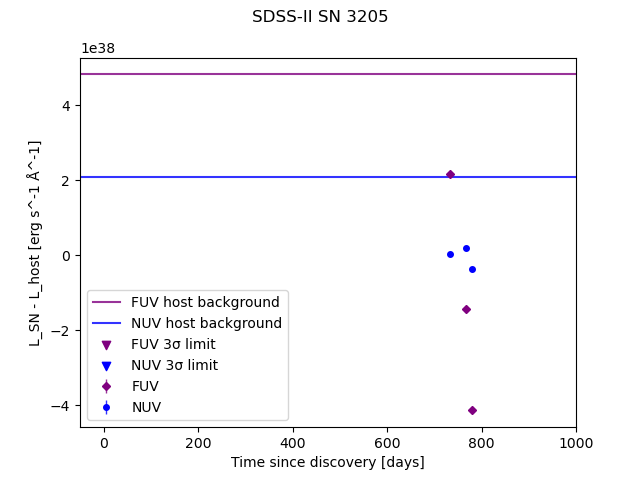 SDSS-II SN 3205
1e38
L_SN - L_host [erg s^-1 Å^-1]
4
2
0
−2
−4
FUV host background
NUV host background
FUV 3σ limit
NUV 3σ limit
FUV
NUV
0 200 400 600 800 1000
Time since discovery [days]